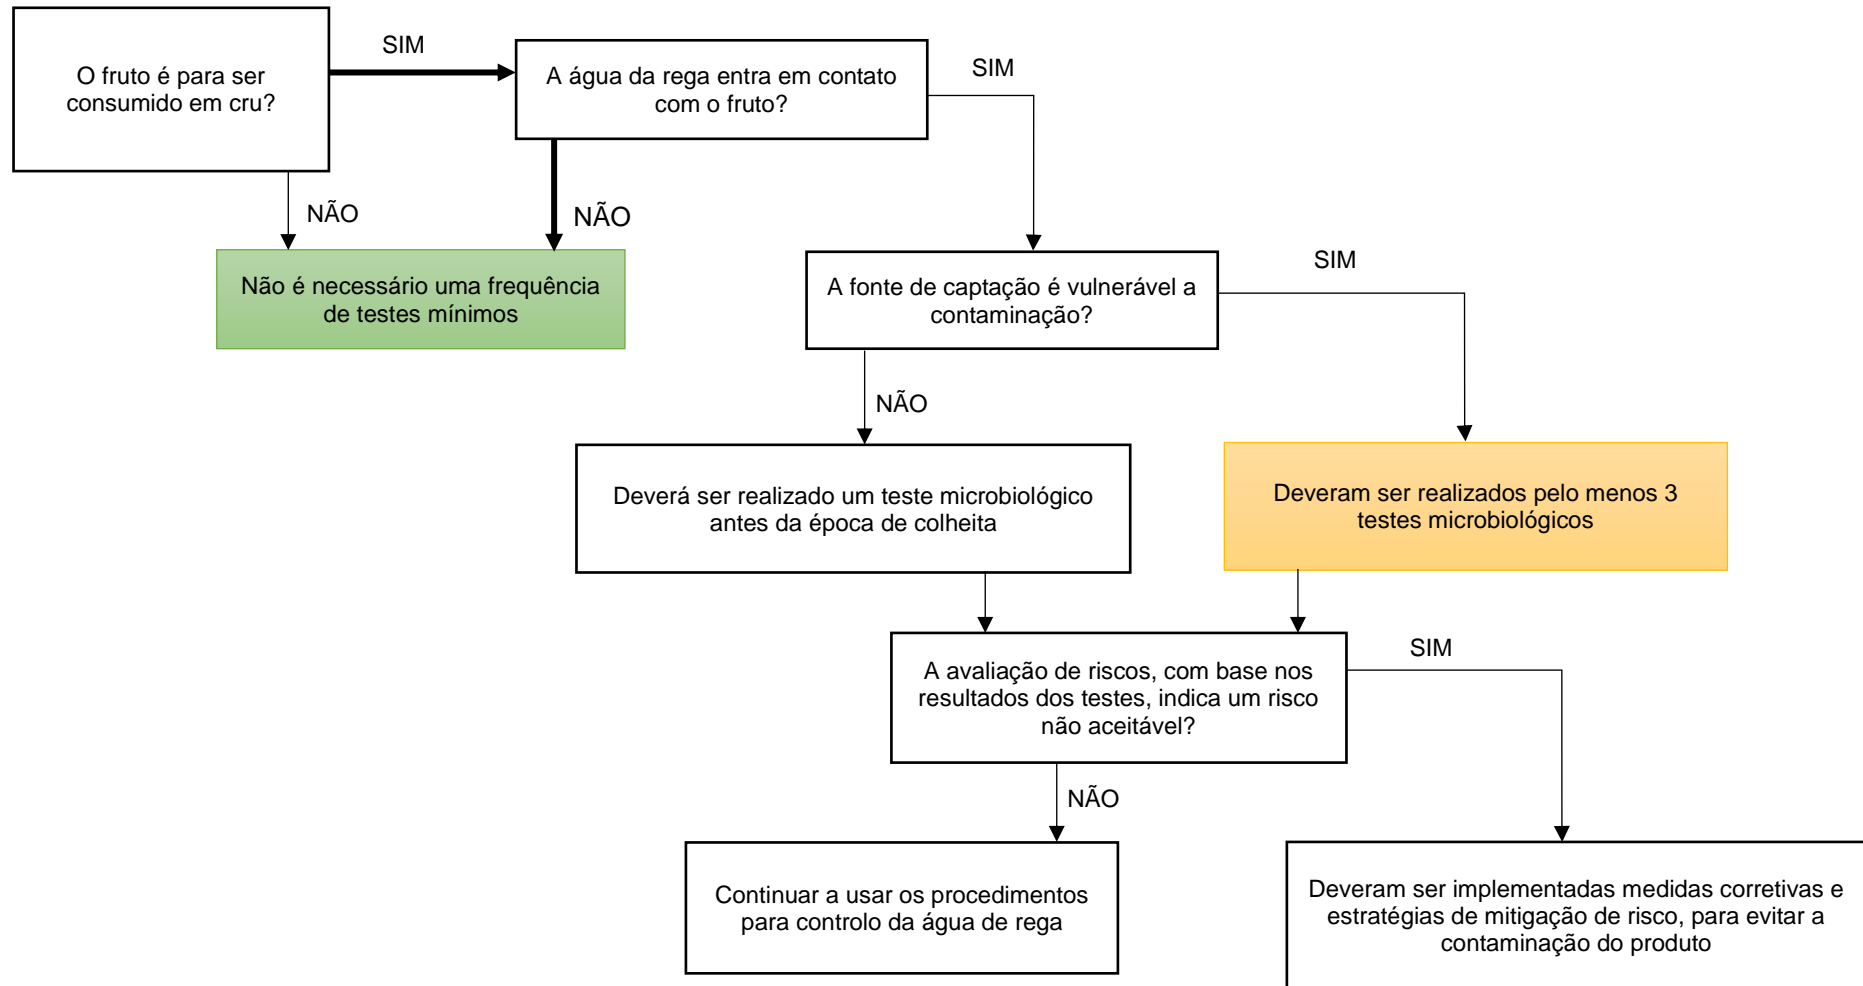 O fruto é para ser
consumido em cru?
SIM
A água da rega entra em contato
com o fruto?
SIM
NÃO
NÃO
Não é necessário uma frequência
de testes mínimos
A fonte de captação é vulnerável a
contaminação?
SIM
NÃO
Deverá ser realizado um teste microbiológico
antes da época de colheita
Deveram ser realizados pelo menos 3
testes microbiológicos
A avaliação de riscos, com base nos
resultados dos testes, indica um risco
não aceitável?
SIM
NÃO
Continuar a usar os procedimentos
para controlo da água de rega
Deveram ser implementadas medidas corretivas e
estratégias de mitigação de risco, para evitar a
contaminação do produto